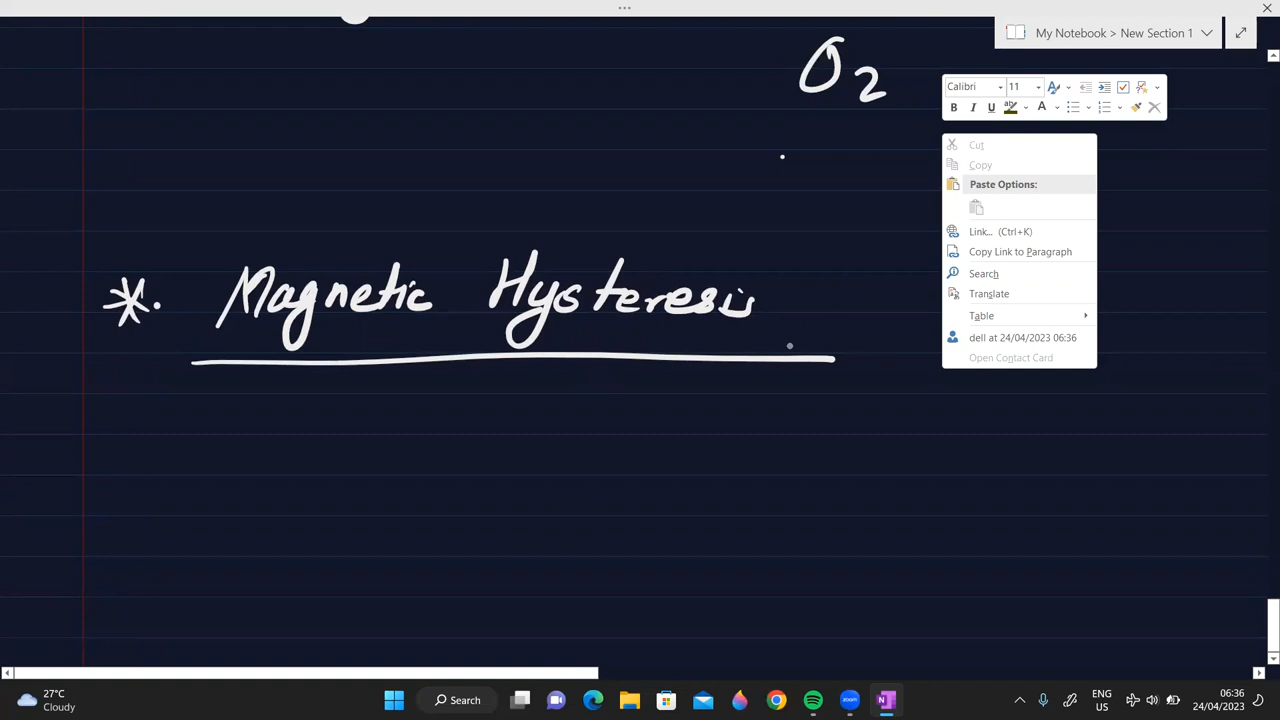 My Notebook > New Section 1
O2
Calibri 11
B I U A
Cut
Copy
Paste Options:
Link... (Ctrl+K)
Copy Link to Paragraph
Search
Translate
Table
dell at 24/04/2023 06:36
Open Contact Card
*. Magnetic Hysteresis
27°C
Cloudy
Search
zoom
N
ENG
US
06:36
24/04/2023